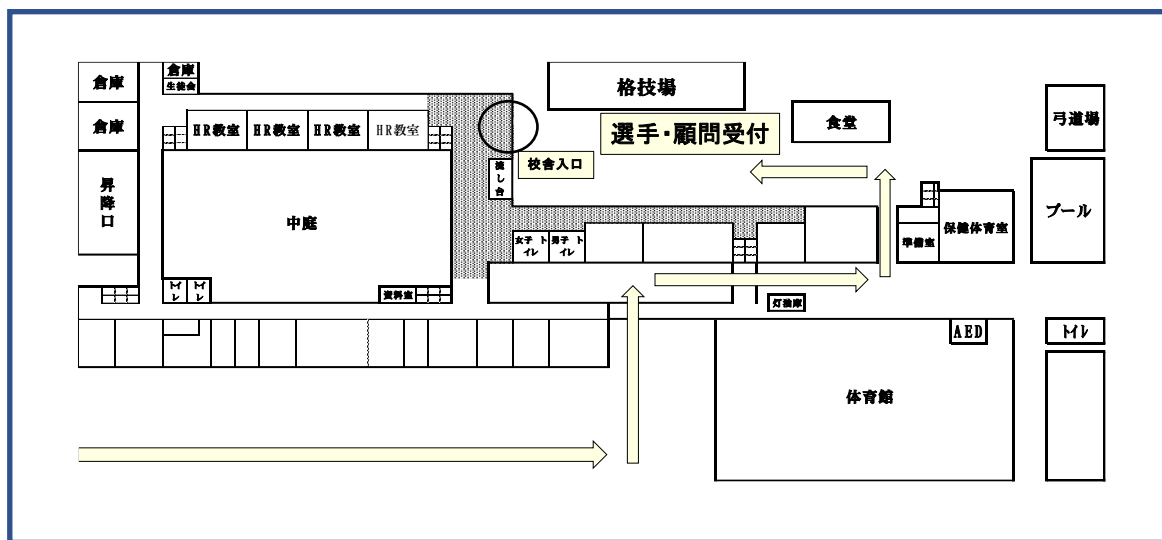 倉庫
倉庫
生徒会
格技場
倉庫
HR教室
HR教室
HR教室
HR教室
選手・顧問受付
食堂
弓道場
校舎入口
流し台
昇降口
中庭
プール
女子 トイレ
男子 トイレ
準備室
保健体育室
トイレ
トイレ
資料室
灯油庫
AED
トイレ
体育館